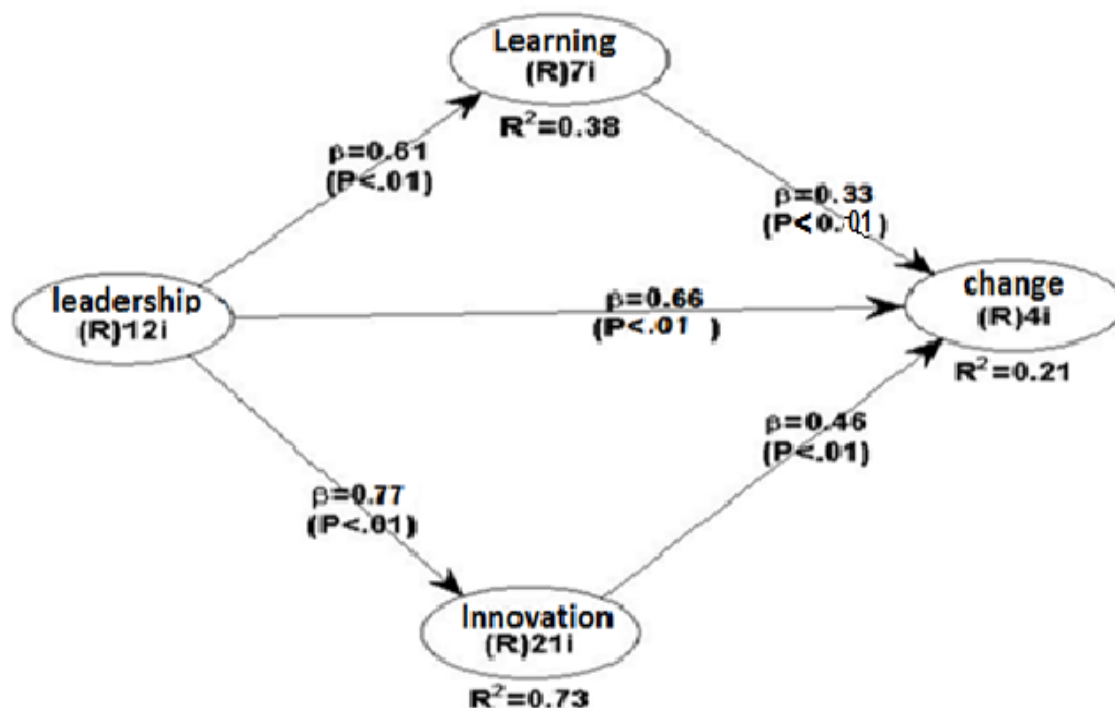 Learning
(R)7i
R²=0.38
β=0.61
(P<.01)
β=0.33
(P<0.01)
leadership
(R)12i
β=0.66
(P<.01 )
change
(R)4i
R²=0.21
β=0.46
(P<.01)
β=0.77
(P<.01)
Innovation
(R)21i
R²=0.73